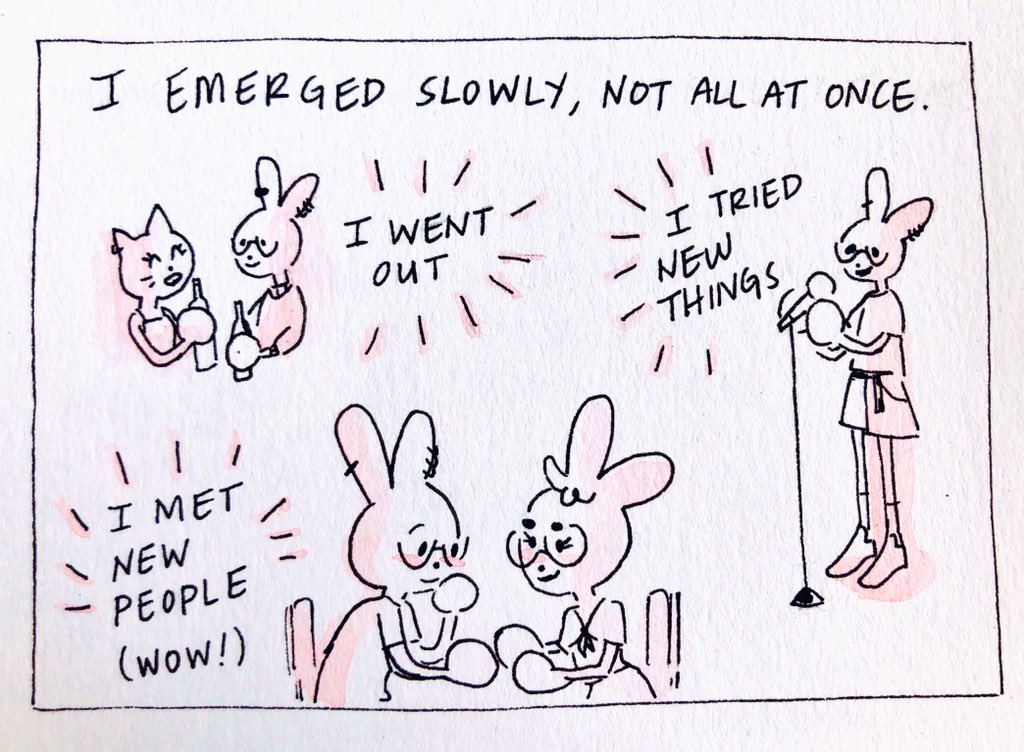 I EMERGED SLOWLY, NOT ALL AT ONCE.
I WENT
OUT
I TRIED
NEW
THINGS
I MET
NEW
PEOPLE
(WOW!)